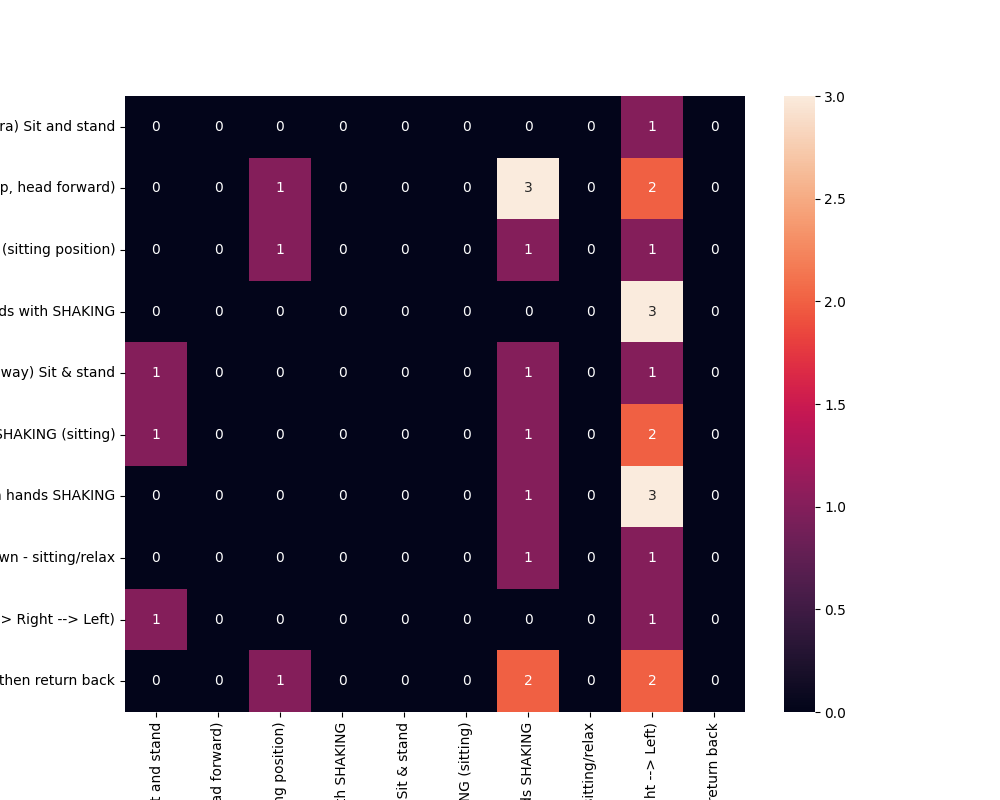 ra) Sit and stand 0 0 0 0 0 0 0 0 1 0
p, head forward) 0 0 1 0 0 0 3 0 2 0
(sitting position) 0 0 1 0 0 0 1 0 1 0
ds with SHAKING 0 0 0 0 0 0 0 0 3 0
way) Sit & stand 1 0 0 0 0 0 1 0 1 0
SHAKING (sitting) 1 0 0 0 0 0 1 0 2 0
hands SHAKING 0 0 0 0 0 0 1 0 3 0
wn - sitting/relax 0 0 0 0 0 0 1 0 1 0
> Right --> Left) 1 0 0 0 0 0 0 0 1 0
then return back 0 0 1 0 0 0 2 0 2 0
t and stand
ad forward)
ng position)
th SHAKING
Sit & stand
NG (sitting)
ds SHAKING
sitting/relax
ht --> Left)
return back
3.0
2.5
2.0
1.5
1.0
0.5
0.0